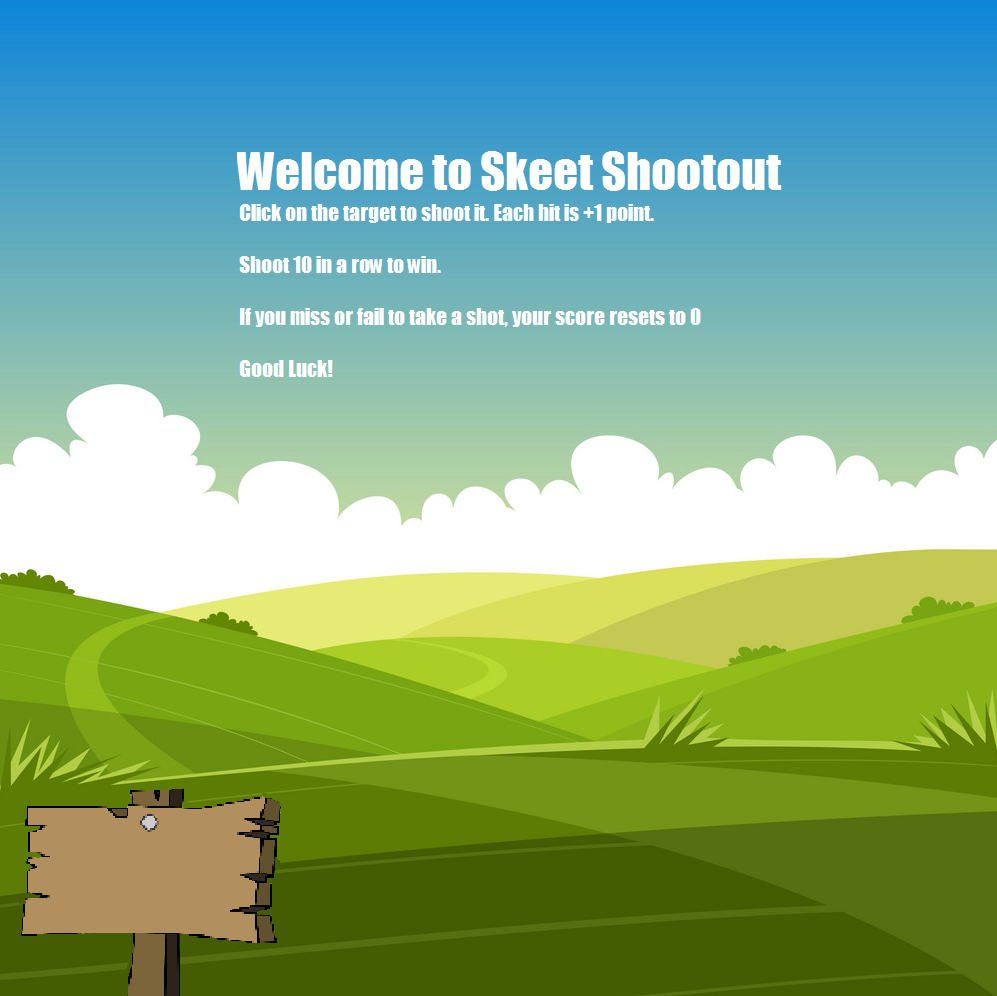 Welcome to Skeet Shootout
Click on the target to shoot it. Each hit is +1 point.
Shoot 10 in a row to win.
If you miss or fail to take a shot, your score resets to 0
Good Luck!